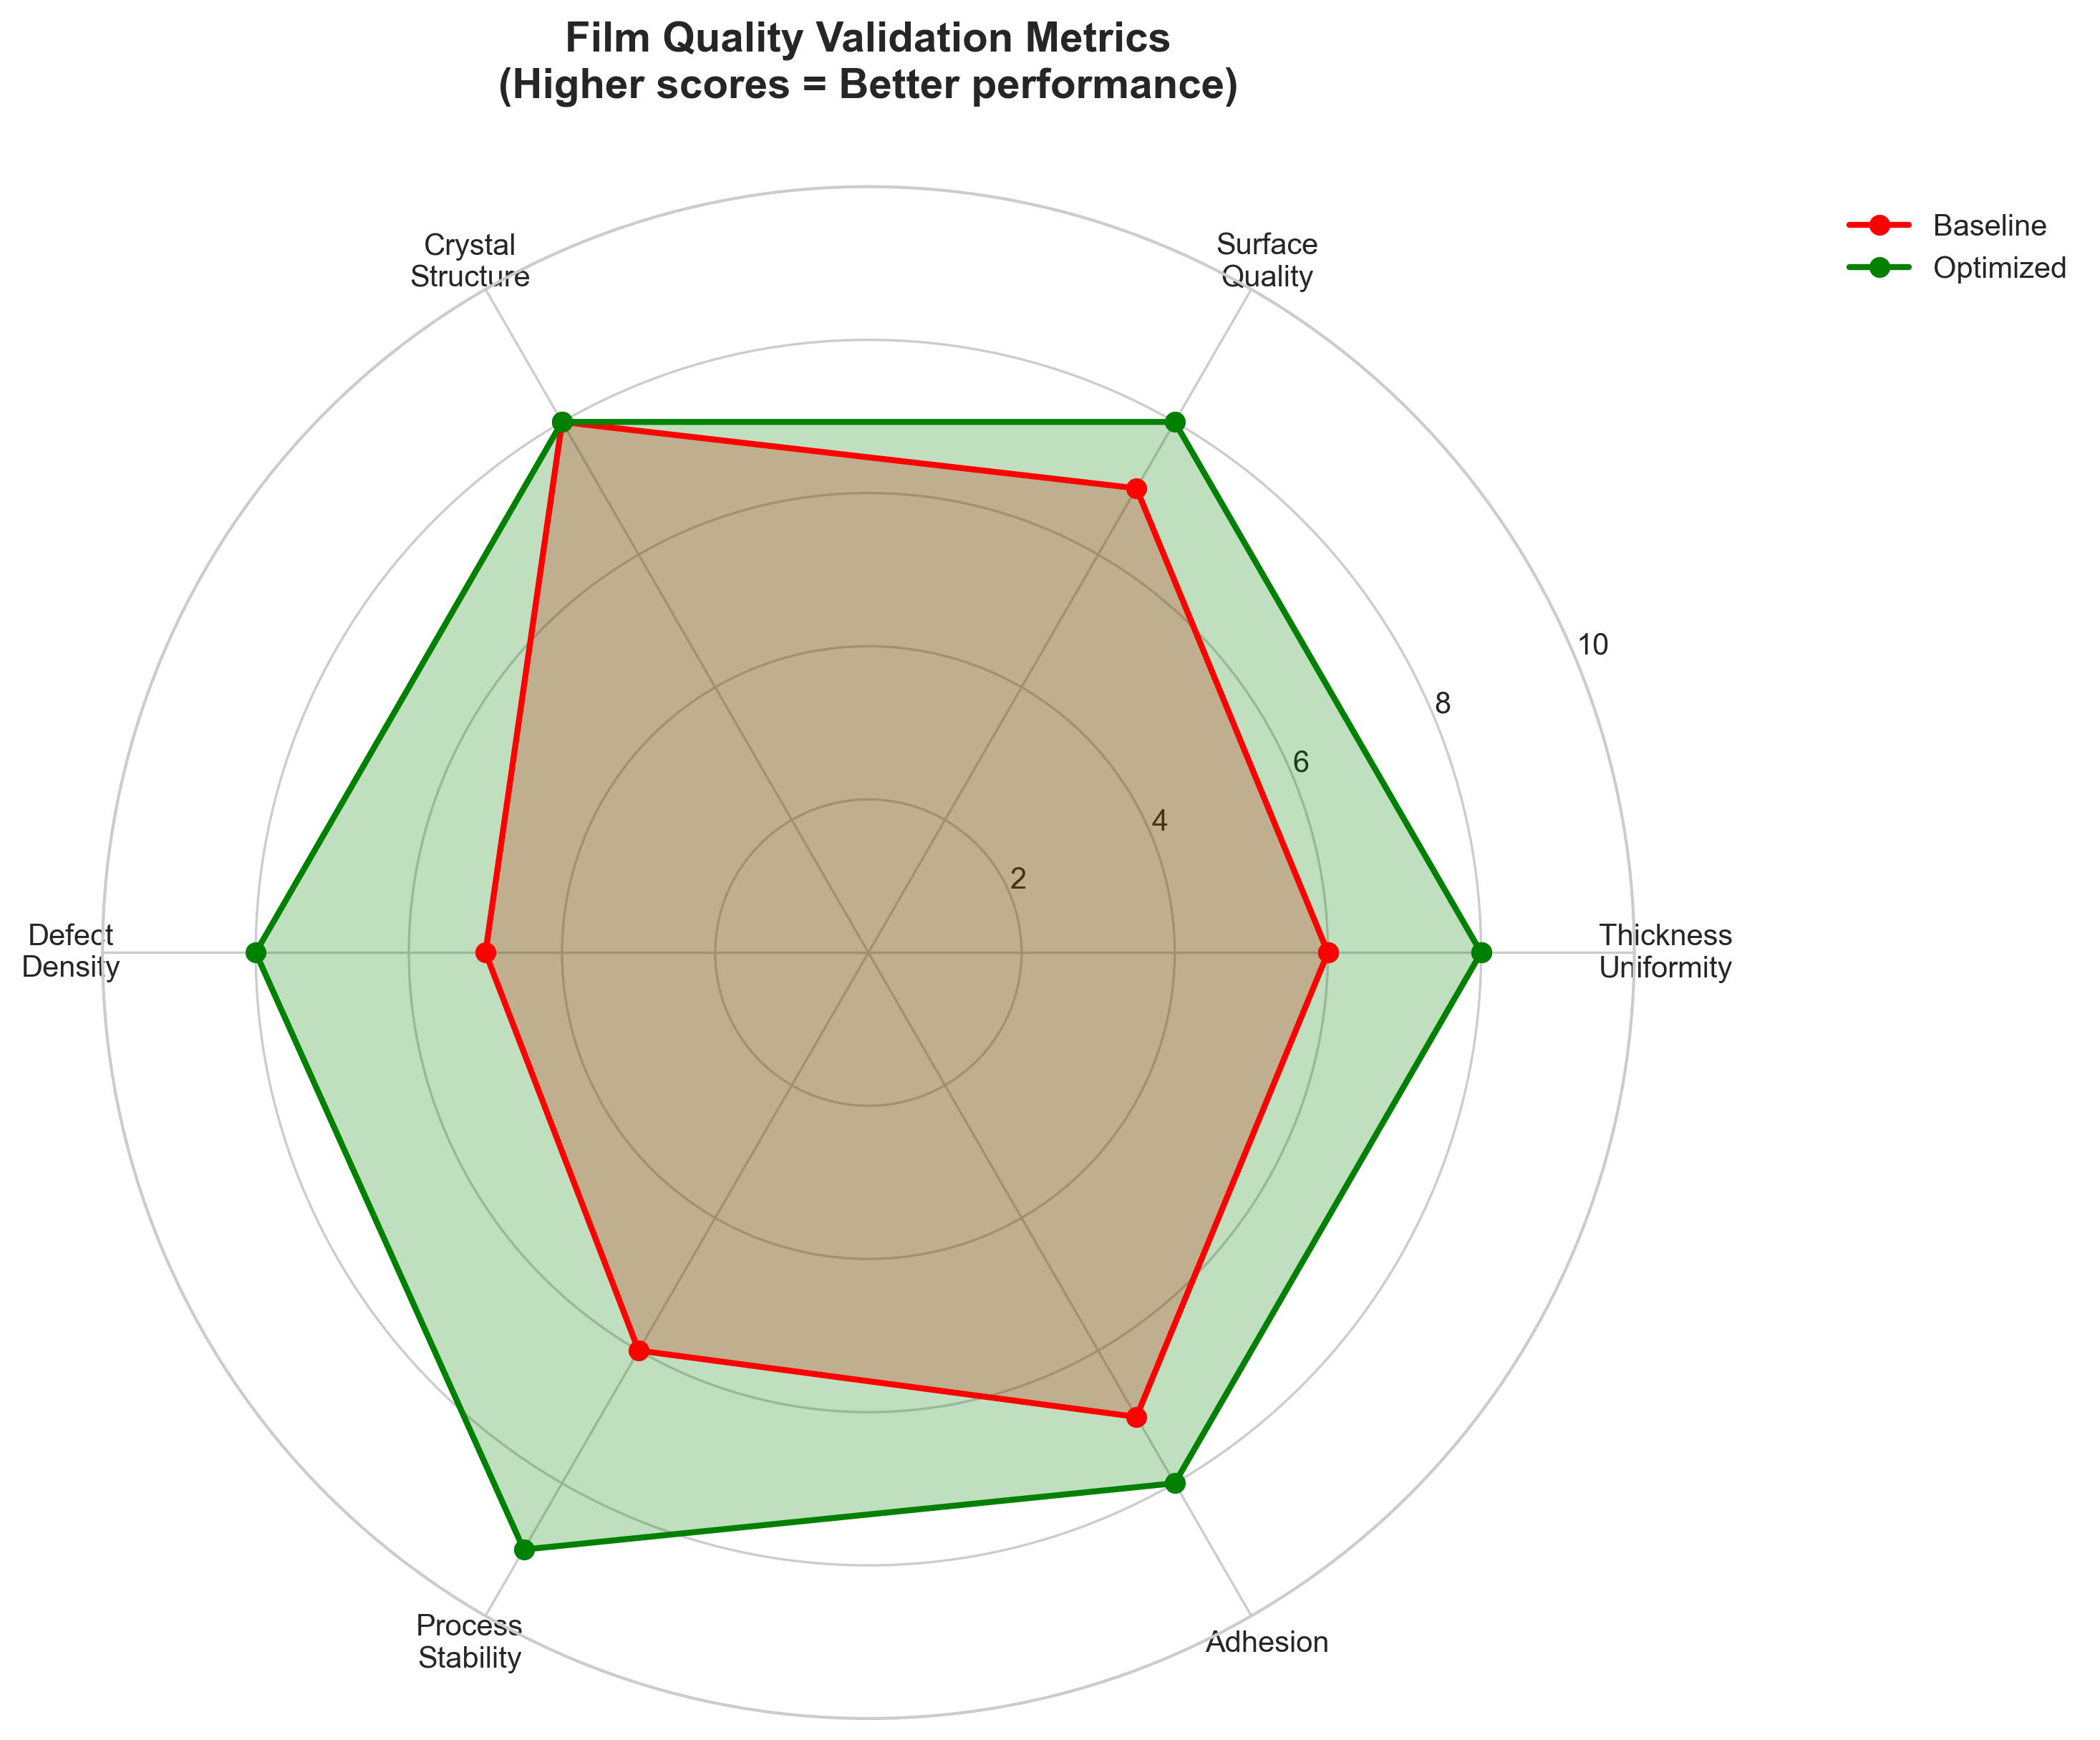 Film Quality Validation Metrics
(Higher scores = Better performance)
Baseline
Optimized
Crystal
Structure
Surface
Quality
10
8
6
4
2
Defect
Density
Thickness
Uniformity
Process
Stability
Adhesion